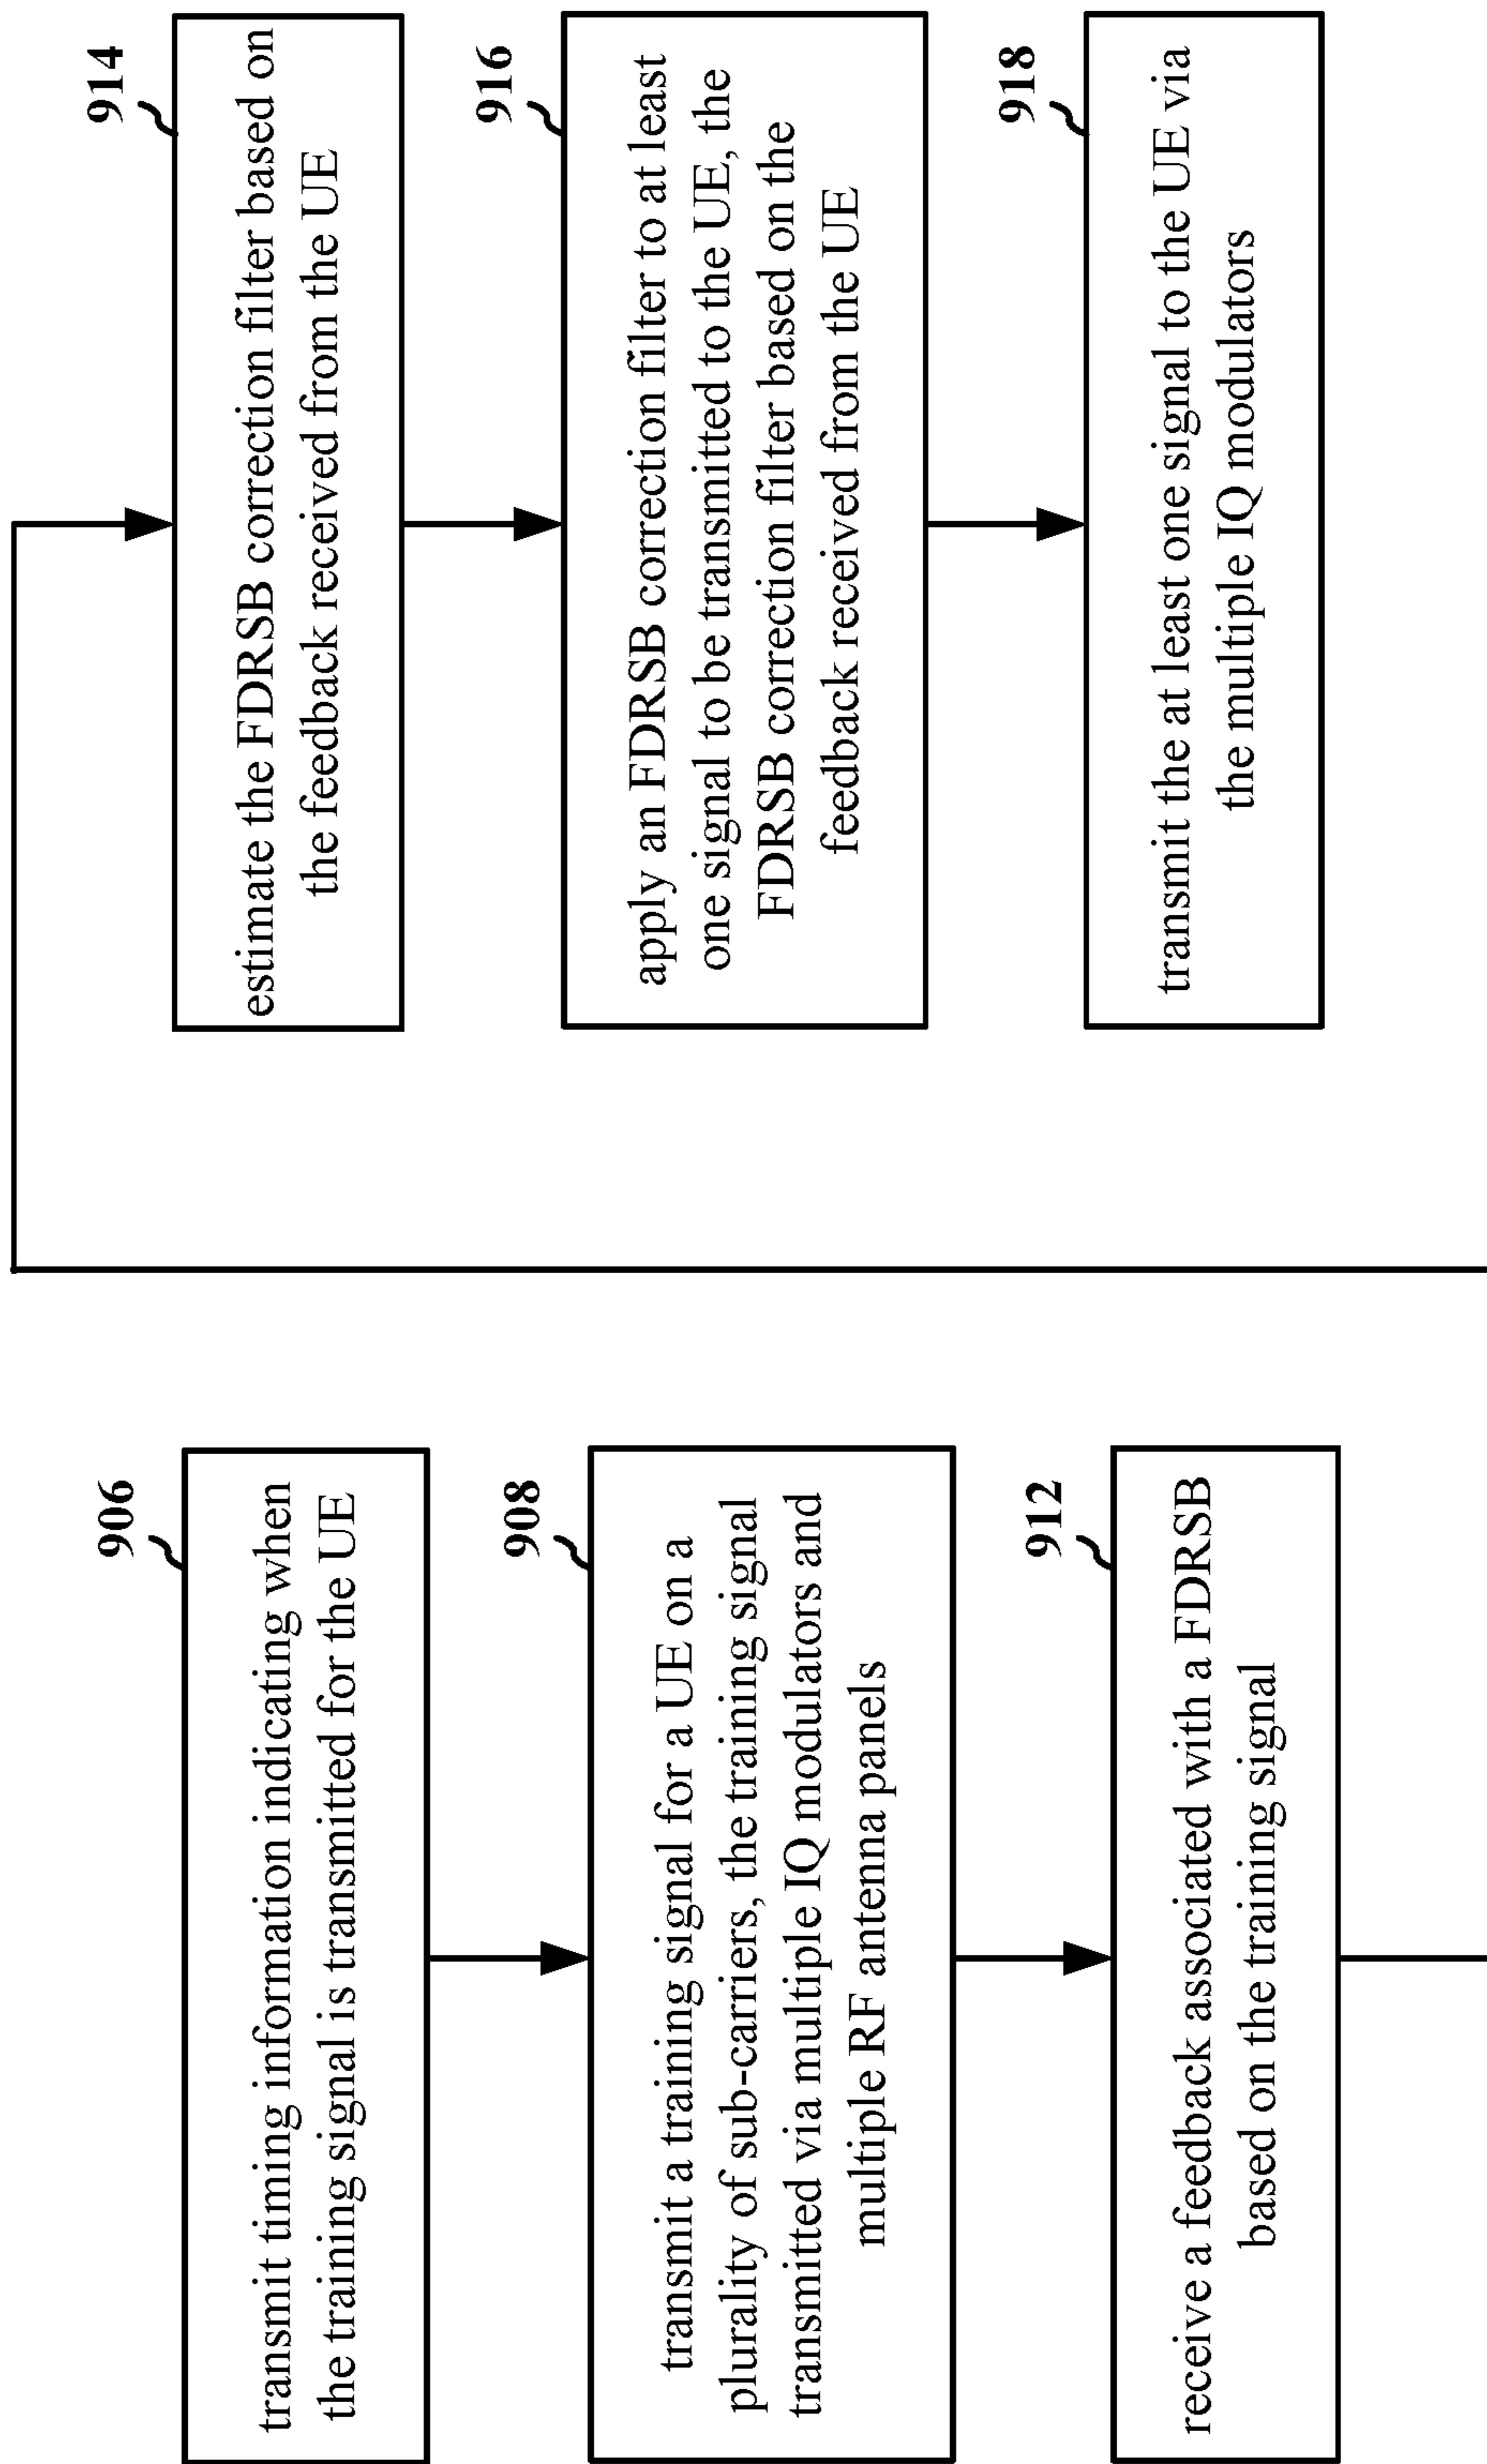 906
transmit timing information indicating when
the training signal is transmitted for the UE
908
transmit a training signal for a UE on a
plurality of sub-carriers, the training signal
transmitted via multiple IQ modulators and
multiple RF antenna panels
912
receive a feedback associated with a FDRSB
based on the training signal
914
estimate the FDRSB correction filter based on
the feedback received from the UE
916
apply an FDRSB correction filter to at least
one signal to be transmitted to the UE, the
FDRSB correction filter based on the
feedback received from the UE
918
transmit the at least one signal to the UE via
the multiple IQ modulators